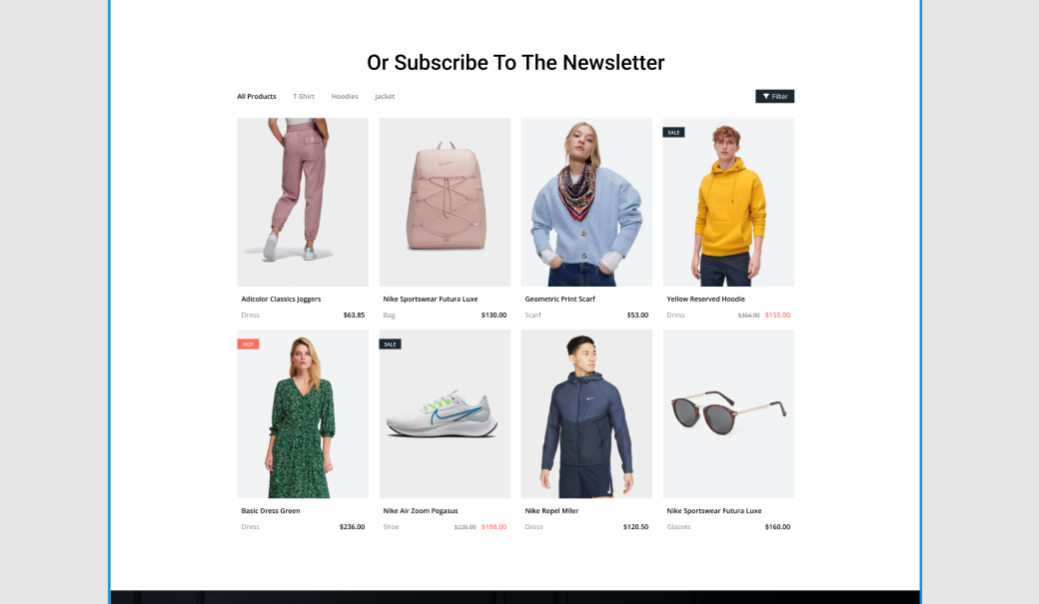 Or Subscribe To The Newsletter
All Products T-Shirt Hoodies Jacket Filter
SALE
Adicolor Classics Joggers Nike Sportswear Futura Luxe Geometric Print Scarf Yellow Reserved Hoodie
Dress $63.85 Bag $130.00 Scarf $53.00 Dress $364.00 $155.00
HOT SALE
Basic Dress Green Nike Air Zoom Pegasus Nike Repel Miler Nike Sportswear Futura Luxe
Dress $236.00 Shoe $220.00 $198.00 Dress $120.50 Glasses $160.00